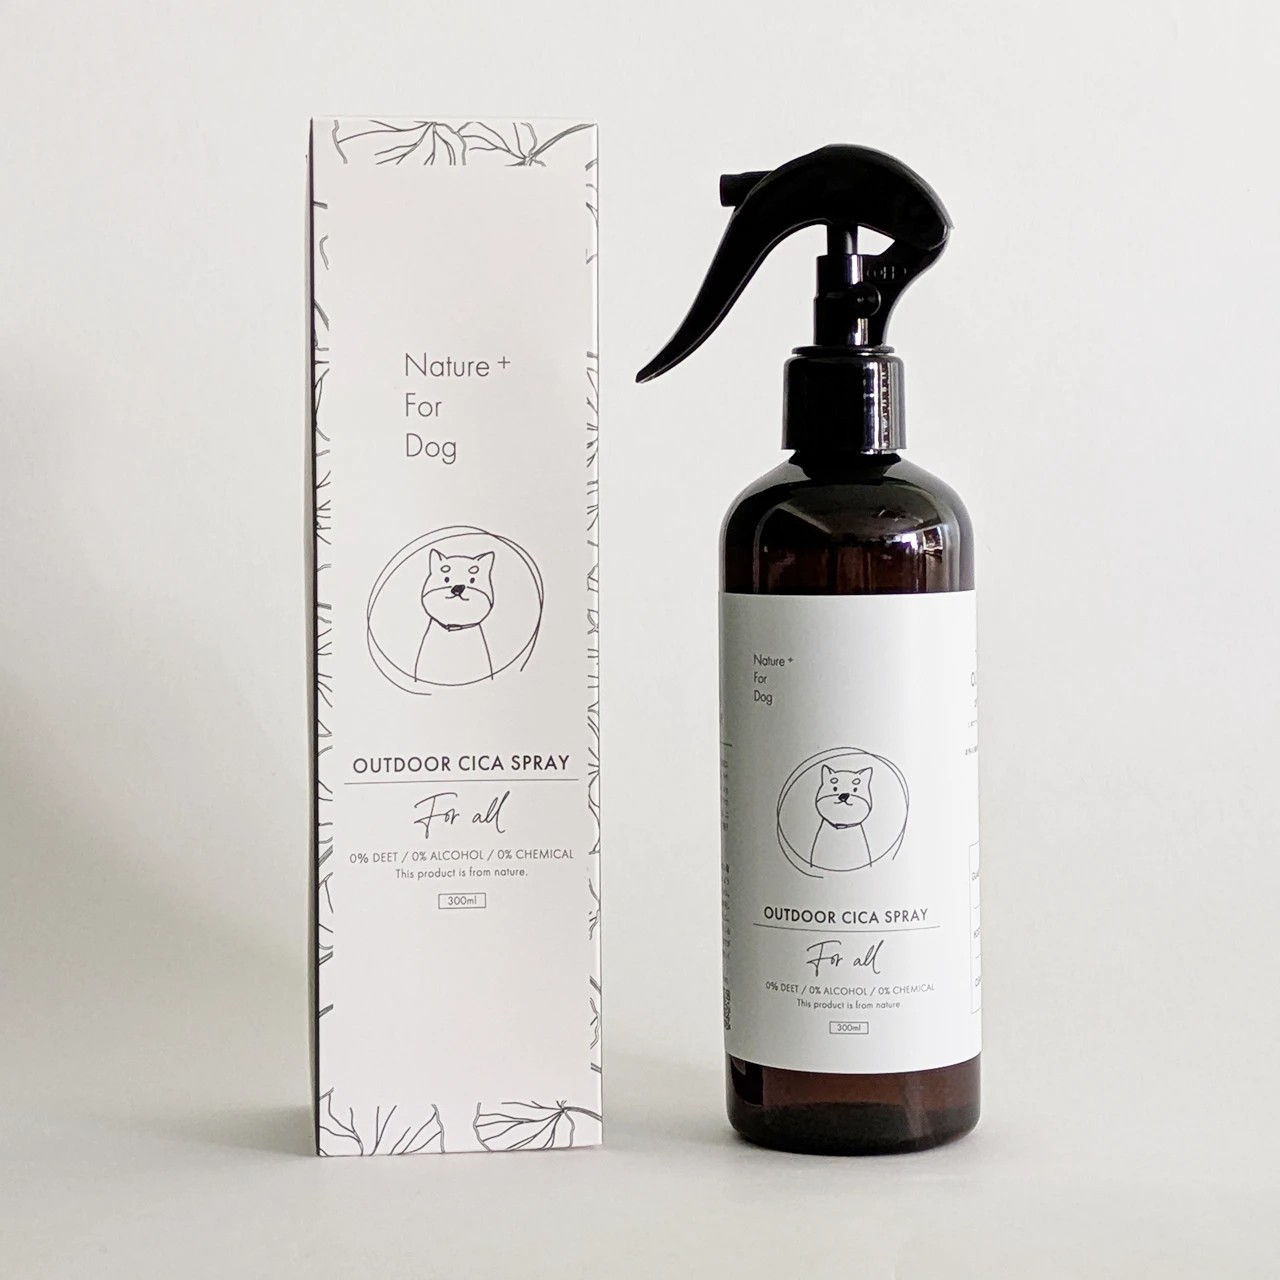 Nature +
For
Dog
OUTDOOR CICA SPRAY
For all
0% DEET / 0% ALCOHOL / 0% CHEMICAL
This product is from nature.
300ml
Nature +
For
Dog
OUTDOOR CICA SPRAY
For all
0% DEET / 0% ALCOHOL / 0% CHEMICAL
This product is from nature.
300ml